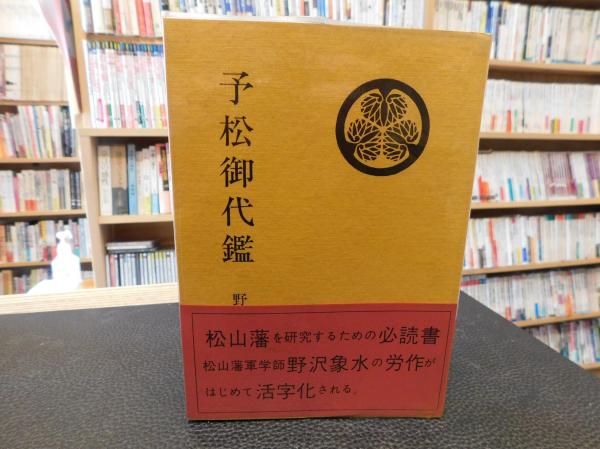 予松御代鑑
野
松山藩を研究するための必読書
松山藩軍学師野沢象水の労作が
はじめて活字化される。